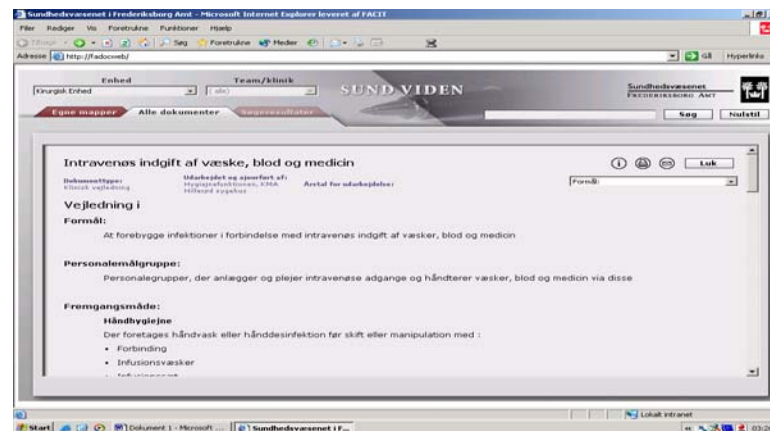 Sundhedsvæsenet i Frederiksborg Amt - Microsoft Internet Explorer leveret af FACIT
Filer Rediger Vis Foretrukne Funktioner Hjælp
Tilbage Søg Foretrukne Medier
Adresse http://fadocweb/ Gå Hyperlinks
Enhed Team/klinik
Kirurgisk Enhed ( alle)
SUND VIDEN
Sundhedsvæsenet
FREDERIKSBORG AMT
Egne mapper Alle dokumenter Søgeresultater Søg Nulstil
Intravenøs indgift af væske, blod og medicin Luk
Dokumenttype: Udarbejdet og ajourført af: Årstal for udarbejdelse: Formål:
Klinisk vejledning Hygiejnefunktionen, KMA
Hillerød sygehus
Vejledning i
Formål:
At forebygge infektioner i forbindelse med intravenøs indgift af væsker, blod og medicin
Personalemålgruppe:
Personalegrupper, der anlægger og plejer intravenøse adgange og håndterer væsker, blod og medicin via disse
Fremgangsmåde:
Håndhygiejne
Der foretages håndvask eller hånddesinfektion før skift eller manipulation med :
• Forbinding
• Infusionsvæsker
Lokalt intranet
Start Dokument 1 - Microsoft ... Sundhedsvæsenet i F...